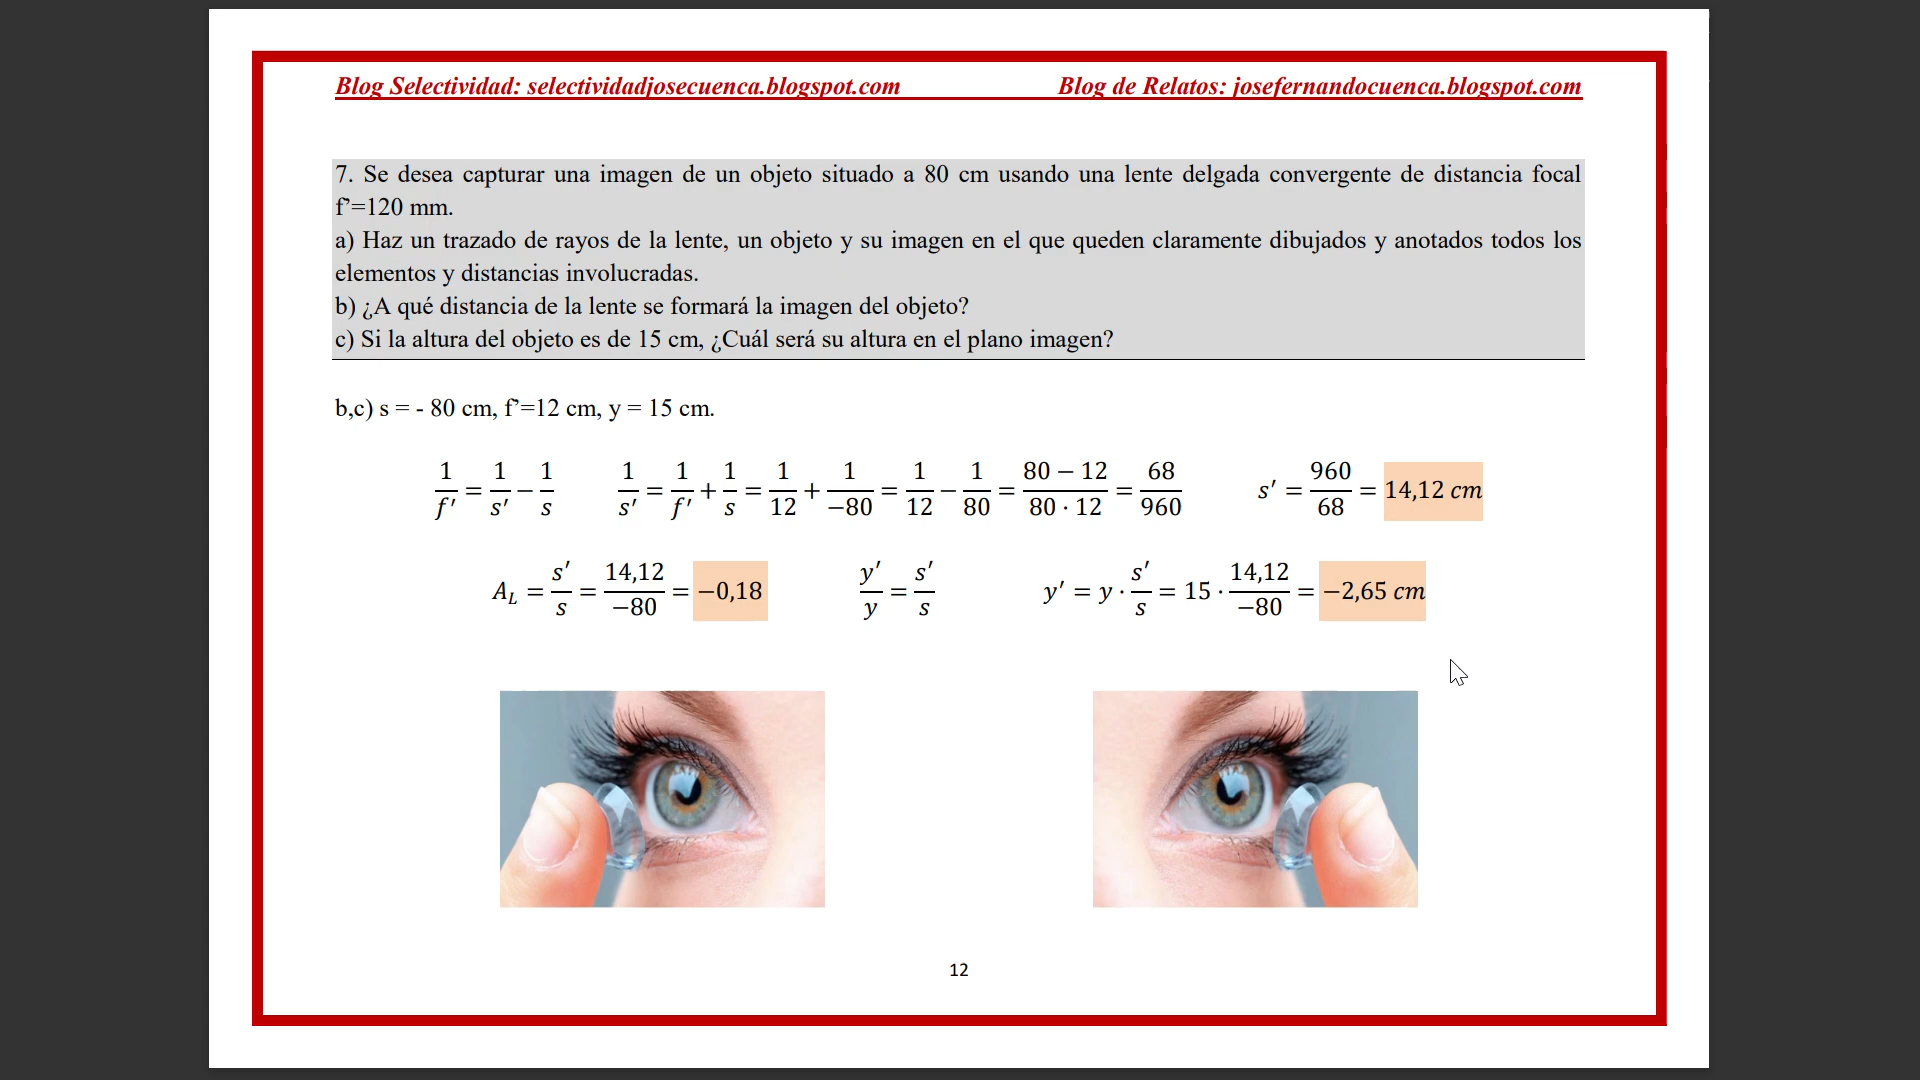 Blog Selectividad: selectividadjosecuenca.blogspot.com Blog de Relatos: josefernandocuenca.blogspot.com
7. Se desea capturar una imagen de un objeto situado a 80 cm usando una lente delgada convergente de distancia focal
f’=120 mm.
a) Haz un trazado de rayos de la lente, un objeto y su imagen en el que queden claramente dibujados y anotados todos los
elementos y distancias involucradas.
b) ¿A qué distancia de la lente se formará la imagen del objeto?
c) Si la altura del objeto es de 15 cm, ¿Cuál será su altura en el plano imagen?
b,c) s = - 80 cm, f’=12 cm, y = 15 cm.
1/f′ = 1/s′ − 1/s 1/s′ = 1/f′ + 1/s = 1/12 + 1/−80 = 1/12 − 1/80 = (80 − 12)/(80 · 12) = 68/960 s′ = 960/68 = 14,12 cm
A_L = s′/s = 14,12/−80 = −0,18 y′/y = s′/s y′ = y · s′/s = 15 · 14,12/−80 = −2,65 cm
12